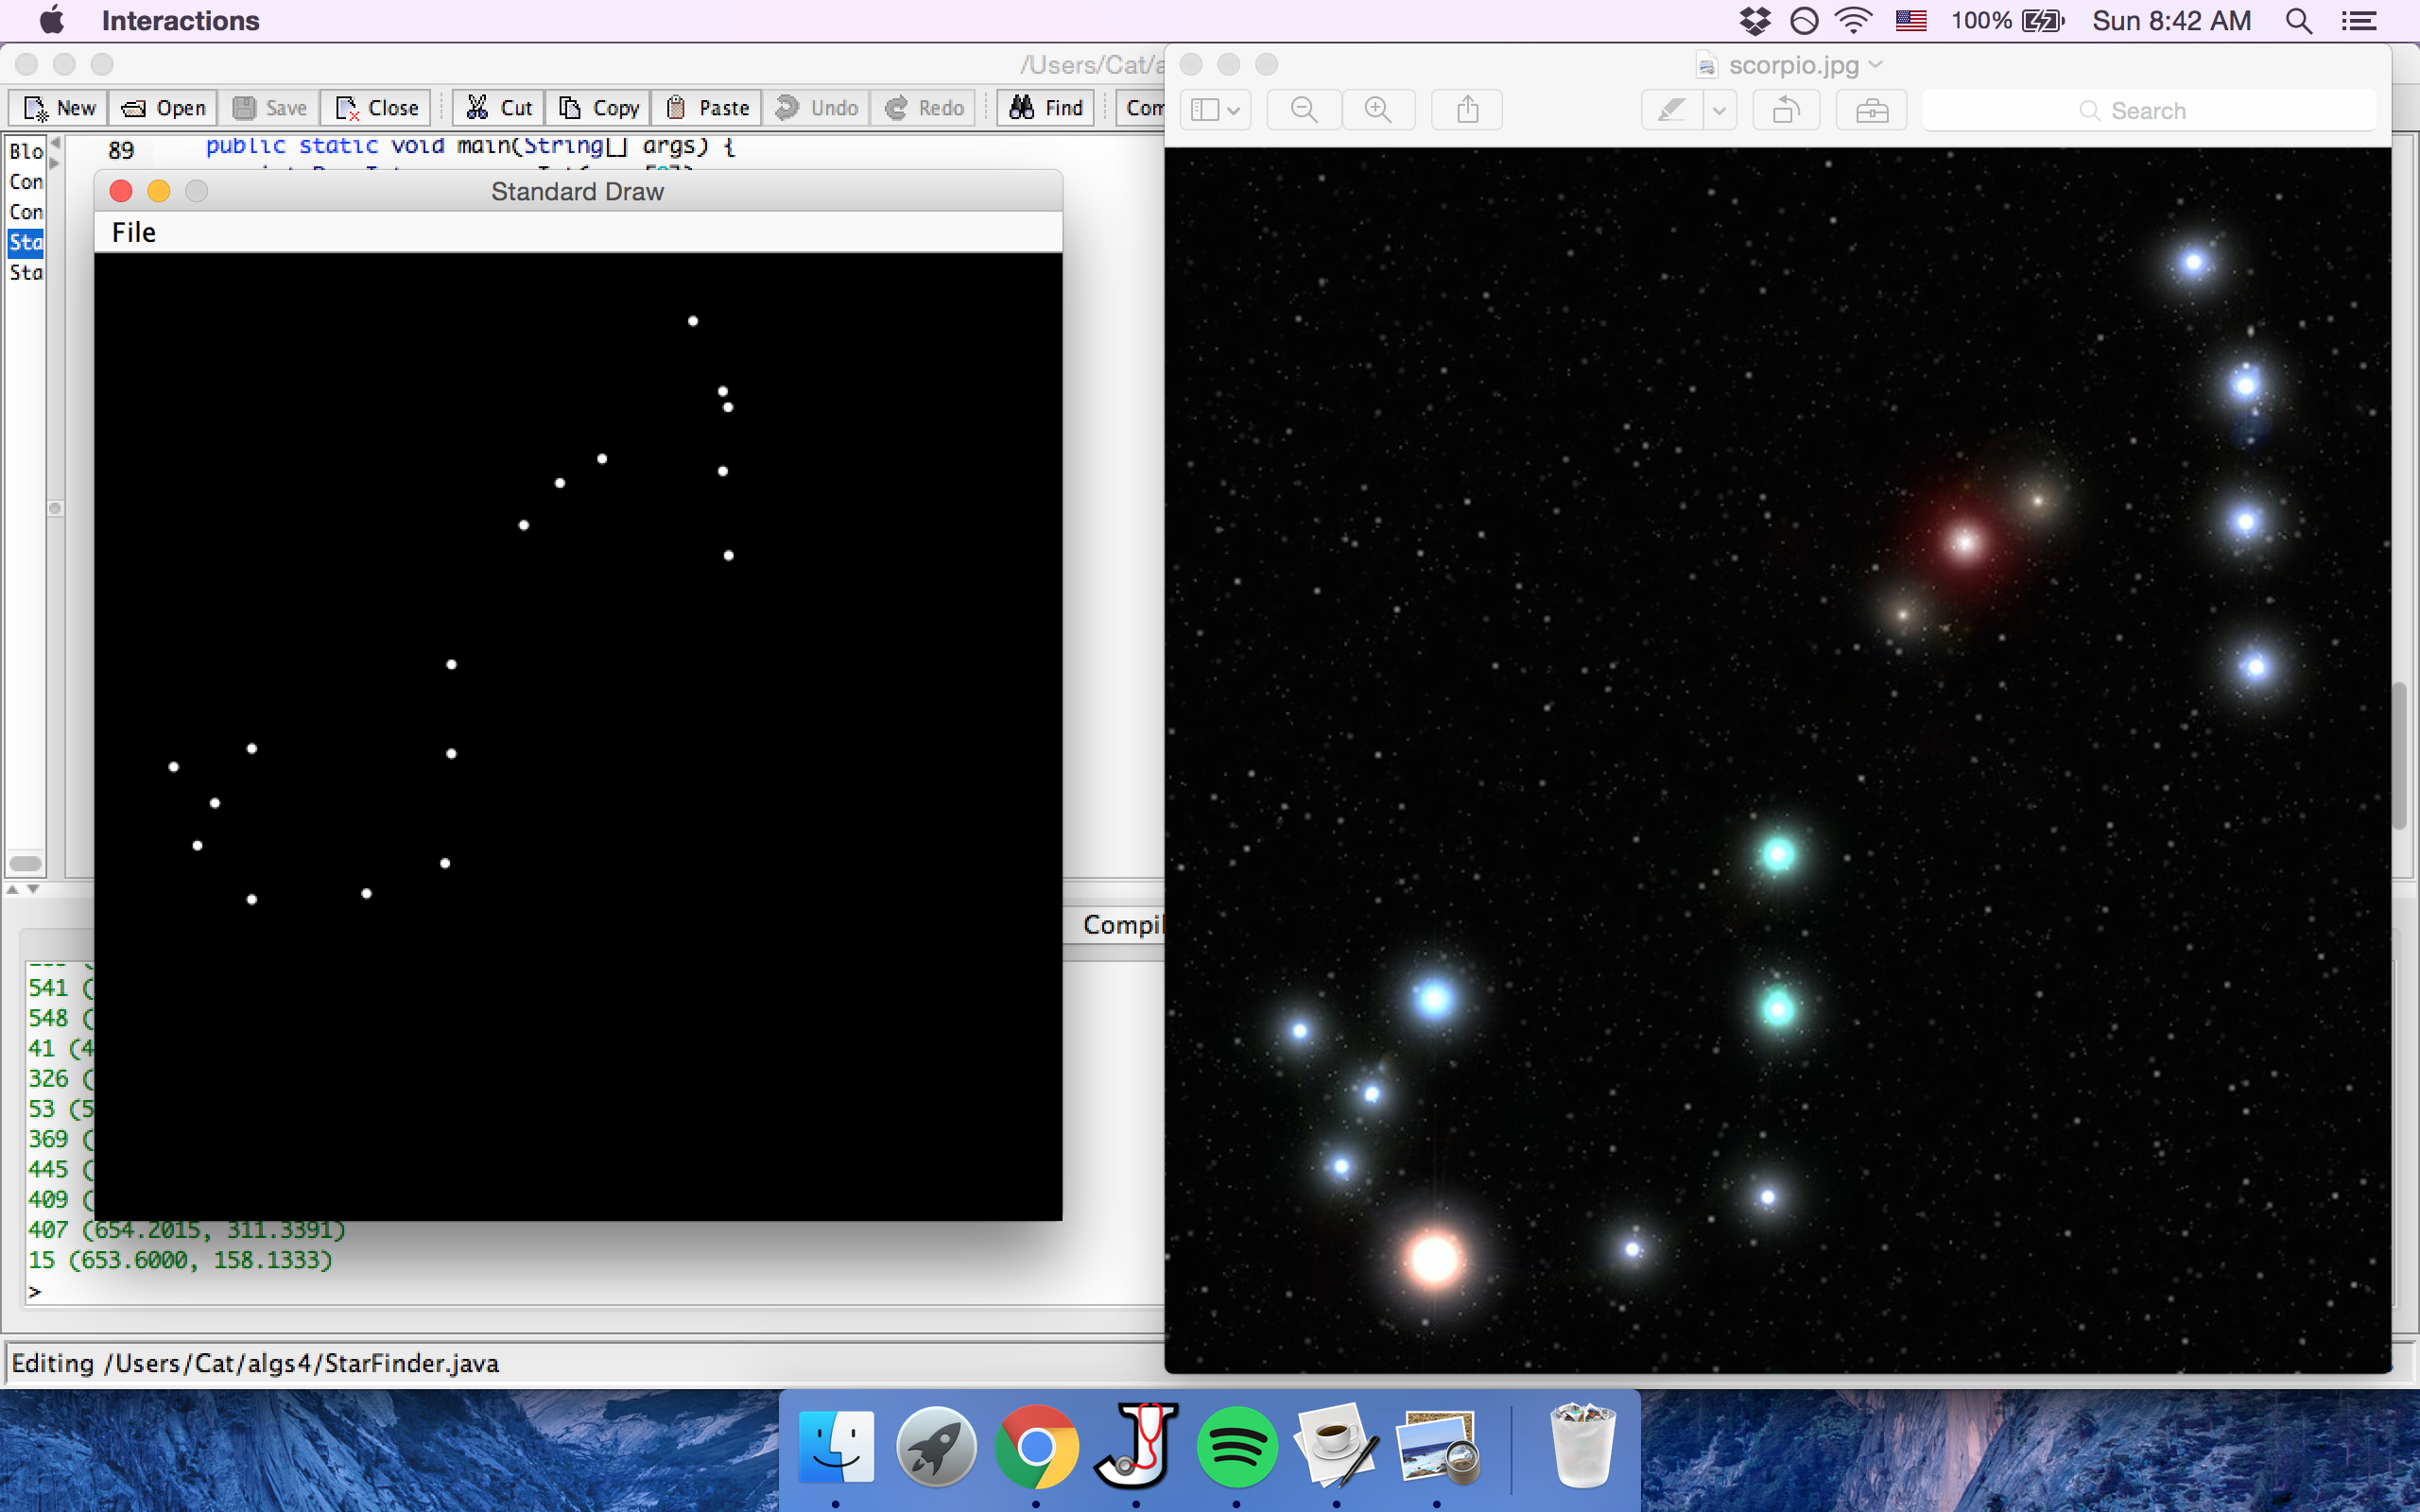 Interactions
100%
Sun 8:42 AM
/Users/Cat/a
New Open Save Close Cut Copy Paste Undo Redo Find Com
Blo
Con
Con
Sta
Sta
89 public static void main(String[] args) {
Standard Draw
File
scorpio.jpg
Search
Compil
541 (
548 (
41 (4
326 (
53 (5
369 (
445 (
409 (
407 (654.2015, 311.3391)
15 (653.6000, 158.1333)
>
Editing /Users/Cat/algs4/StarFinder.java